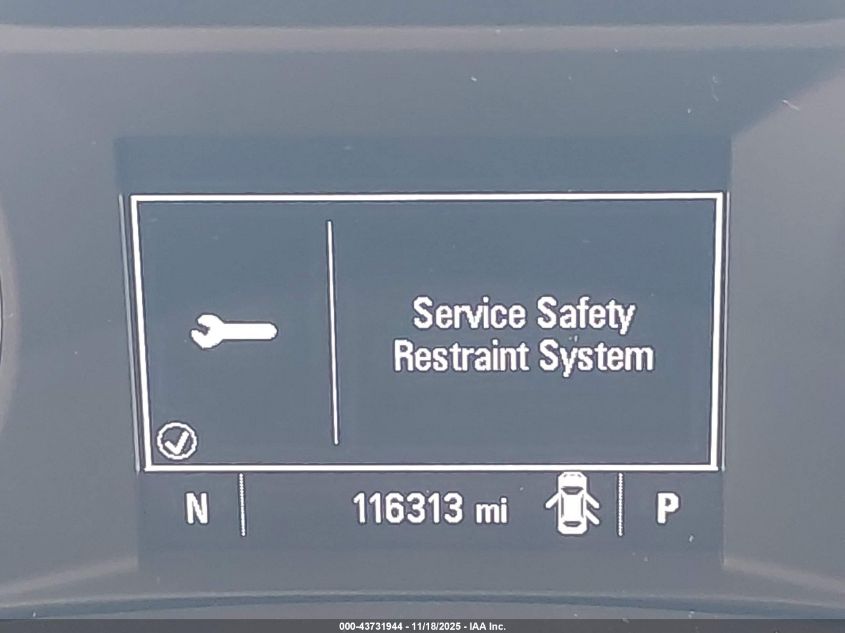 Service Safety
Restraint System
N
116313 mi
P
000-43731944 - 11/18/2025 - IAA Inc.